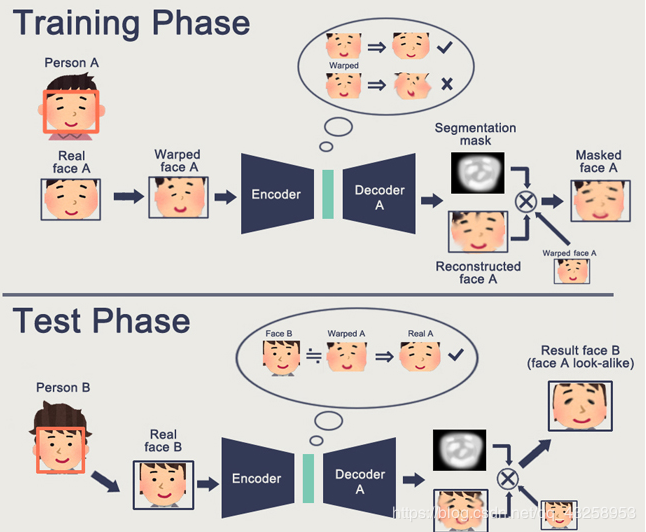 Training Phase
Person A
Warped
Real
face A
Warped
face A
Encoder
Decoder
A
Segmentation
mask
Reconstructed
face A
Masked
face A
Warped face A
Test Phase
Face B
Warped A
Real A
Person B
Real
face B
Encoder
Decoder
A
Result face B
(face A look-alike)